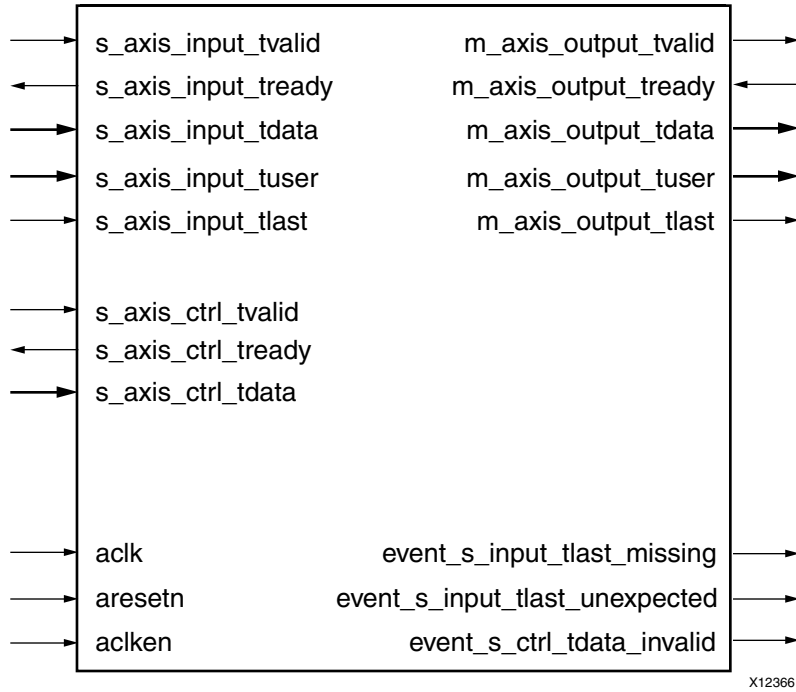 s_axis_input_tvalid m_axis_output_tvalid
s_axis_input_tready m_axis_output_tready
s_axis_input_tdata m_axis_output_tdata
s_axis_input_tuser m_axis_output_tuser
s_axis_input_tlast m_axis_output_tlast
s_axis_ctrl_tvalid
s_axis_ctrl_tready
s_axis_ctrl_tdata
aclk event_s_input_tlast_missing
aresetn event_s_input_tlast_unexpected
aclken event_s_ctrl_tdata_invalid
X12366